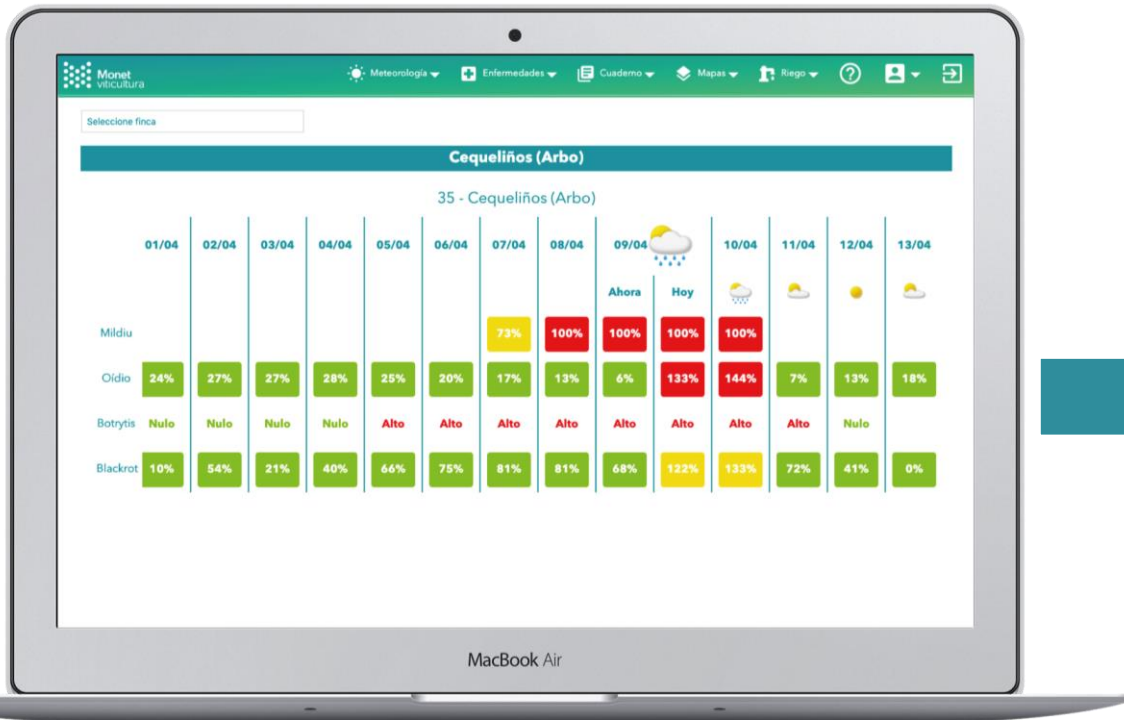 Monet
viticultura
Meteorología
Enfermedades
Cuaderno
Mapas
Riego
Seleccione finca
Cequeliños (Arbo)
35 - Cequeliños (Arbo)
01/04 02/04 03/04 04/04 05/04 06/04 07/04 08/04 09/04 10/04 11/04 12/04 13/04
Ahora Hoy
Mildiu 73% 100% 100% 100% 100%
Oídio 24% 27% 27% 28% 25% 20% 17% 13% 6% 133% 144% 7% 13% 18%
Botrytis Nulo Nulo Nulo Nulo Alto Alto Alto Alto Alto Alto Alto Alto Nulo
Blackrot 10% 54% 21% 40% 66% 75% 81% 81% 68% 122% 133% 72% 41% 0%
MacBook Air